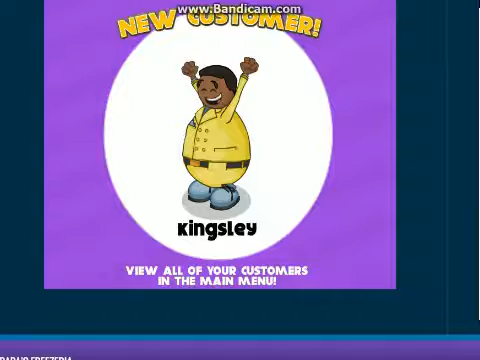 www.Bandicam.com
NEW CUSTOMER!
Kingsley
VIEW ALL OF YOUR CUSTOMERS
IN THE MAIN MENU!